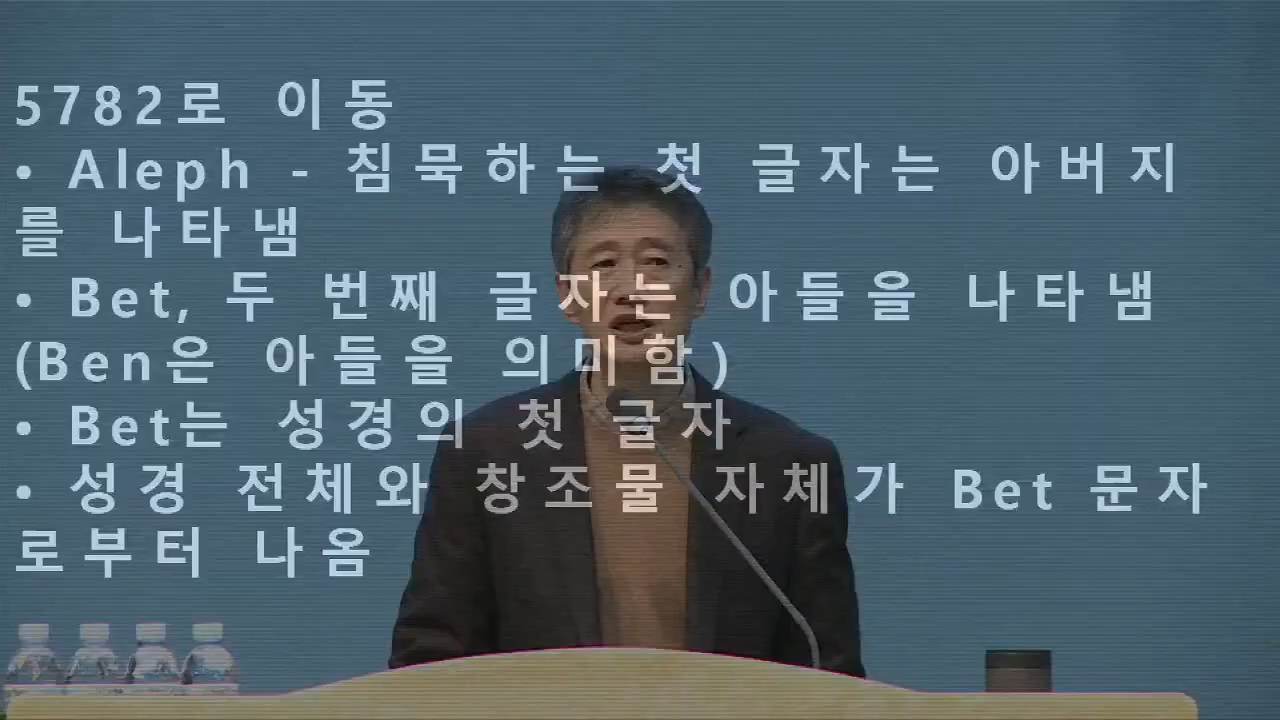 5782로 이동
• Aleph - 침묵하는 첫 글자는 아버지
를 나타냄
• Bet, 두 번째 글자는 아들을 나타냄
(Ben은 아들을 의미함)
• Bet는 성경의 첫 글자
• 성경 전체와 창조물 자체가 Bet 문자
로부터 나옴